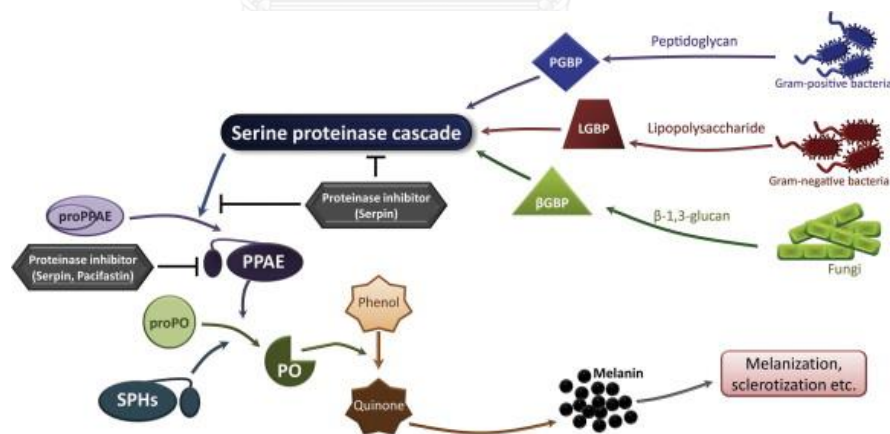 Peptidoglycan
PGBP
Gram-positive bacteria
Serine proteinase cascade
LGBP
Lipopolysaccharide
Gram-negative bacteria
Proteinase inhibitor
(Serpin)
βGBP
β-1,3-glucan
Fungi
proPPAE
Proteinase inhibitor
(Serpin, Pacifastin)
PPAE
proPO
Phenol
PO
SPHs
Quinone
Melanin
Melanization,
sclerotization etc.